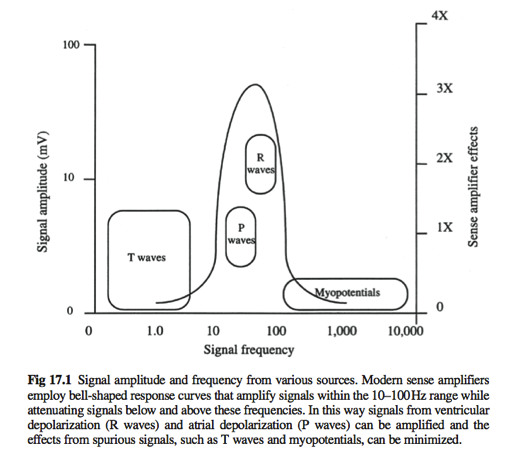 4X
100
3X
Signal amplitude (mV)
R
waves
2X
Sense amplifier effects
10
P
waves
1X
T waves
Myopotentials
0
0
0
1.0
10
100
1,000
10,000
Signal frequency
Fig 17.1 Signal amplitude and frequency from various sources. Modern sense amplifiers
employ bell-shaped response curves that amplify signals within the 10–100Hz range while
attenuating signals below and above these frequencies. In this way signals from ventricular
depolarization (R waves) and atrial depolarization (P waves) can be amplified and the
effects from spurious signals, such as T waves and myopotentials, can be minimized.